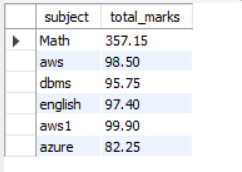 subject total_marks
Math 357.15
aws 98.50
dbms 95.75
english 97.40
aws1 99.90
azure 82.25